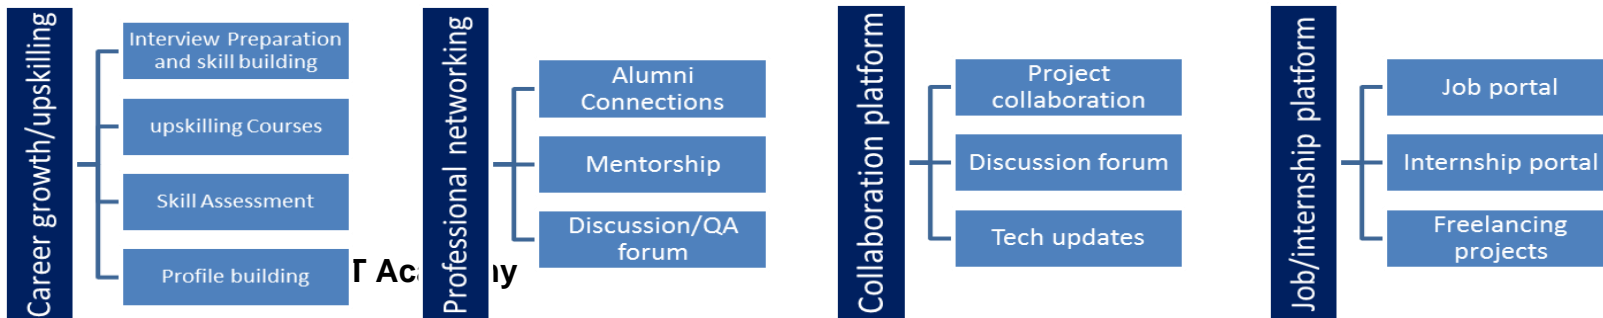 Career growth/upskilling
Interview Preparation
and skill building
upskilling Courses
Skill Assessment
Profile building
Professional networking
Alumni
Connections
Mentorship
Discussion/QA
forum
Collaboration platform
Project
collaboration
Discussion forum
Tech updates
Job/internship platform
Job portal
Internship portal
Freelancing
projects